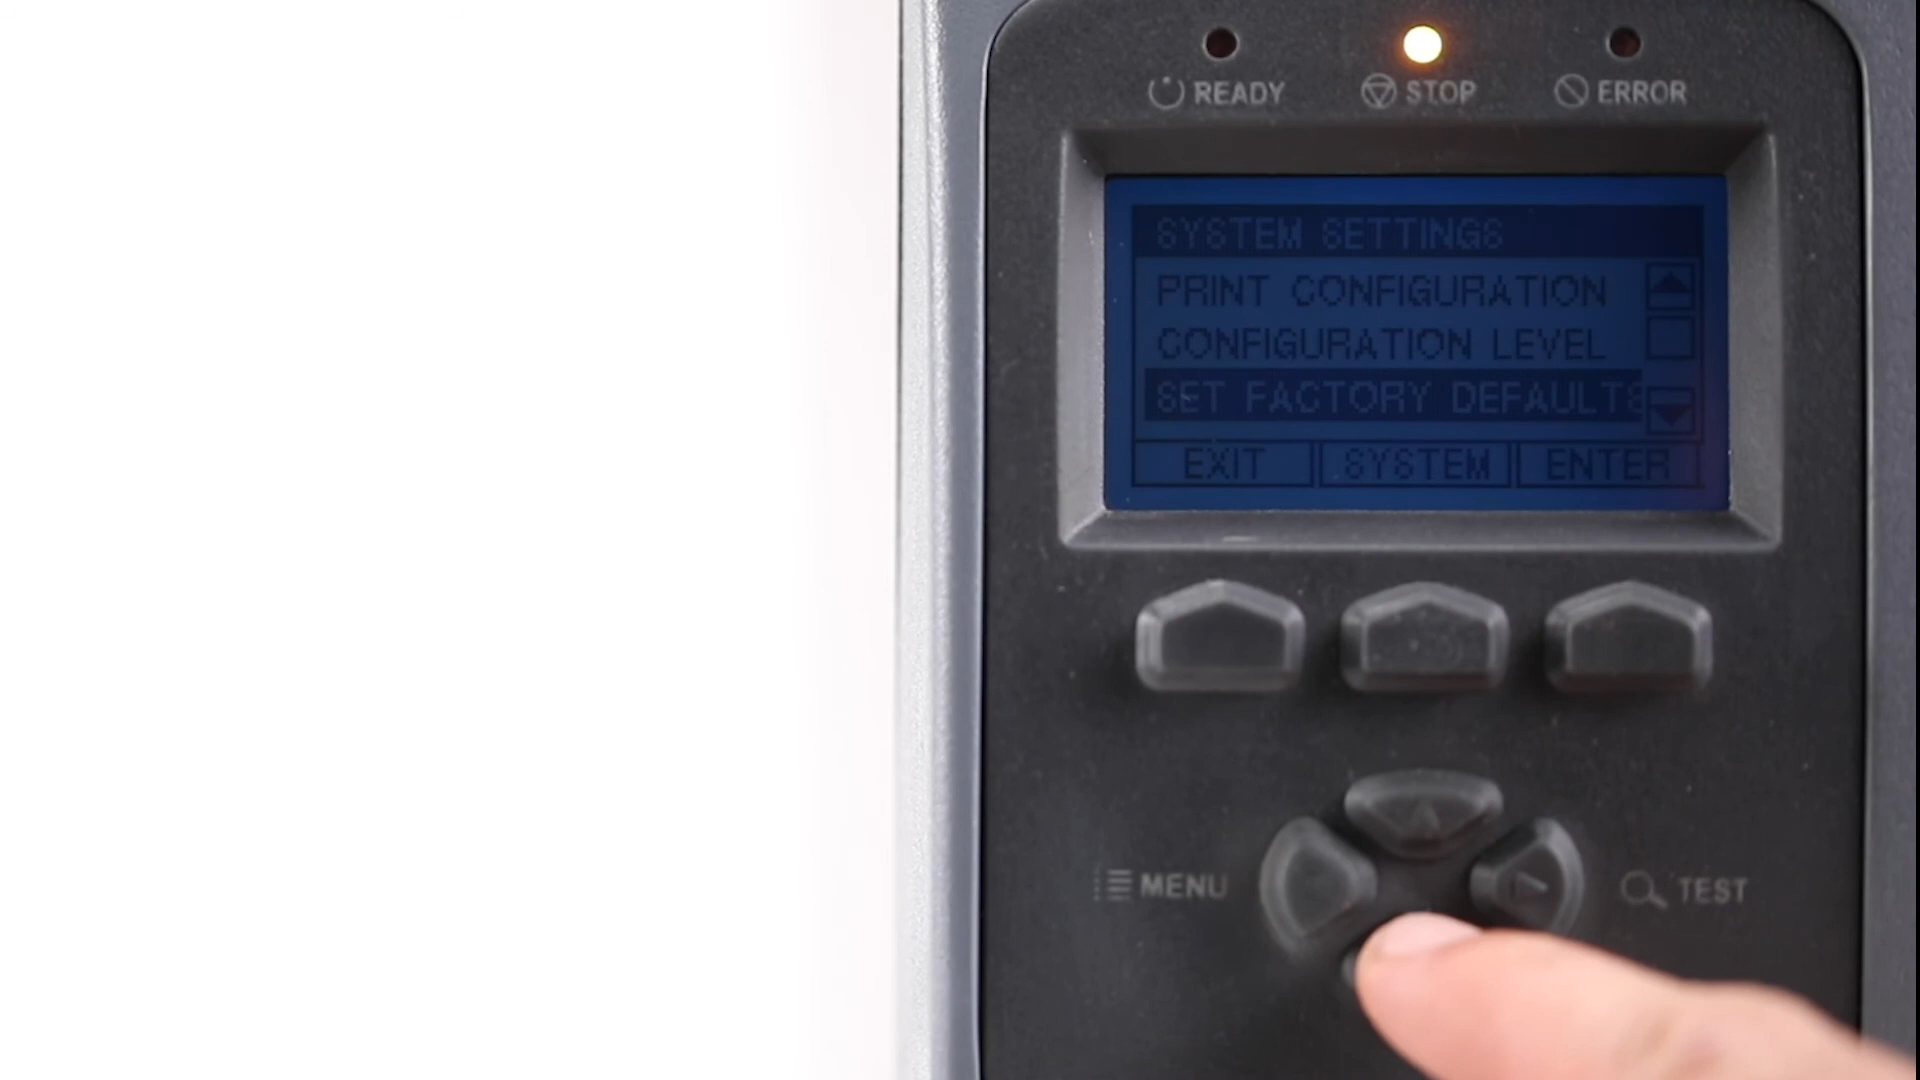 READY STOP ERROR
SYSTEM SETTINGS
PRINT CONFIGURATION
CONFIGURATION LEVEL
SET FACTORY DEFAULTS
EXIT SYSTEM ENTER
MENU TEST